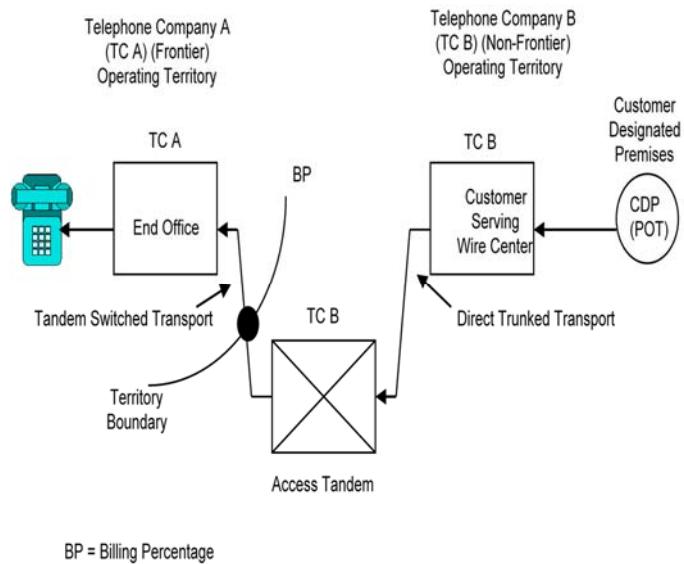 Telephone Company A
(TC A) (Frontier)
Operating Territory
Telephone Company B
(TC B) (Non-Frontier)
Operating Territory
Customer
Designated
Premises
TC A
BP
TC B
End Office
Customer
Serving
Wire Center
CDP
(POT)
Tandem Switched Transport
TC B
Direct Trunked Transport
Territory
Boundary
Access Tandem
BP = Billing Percentage